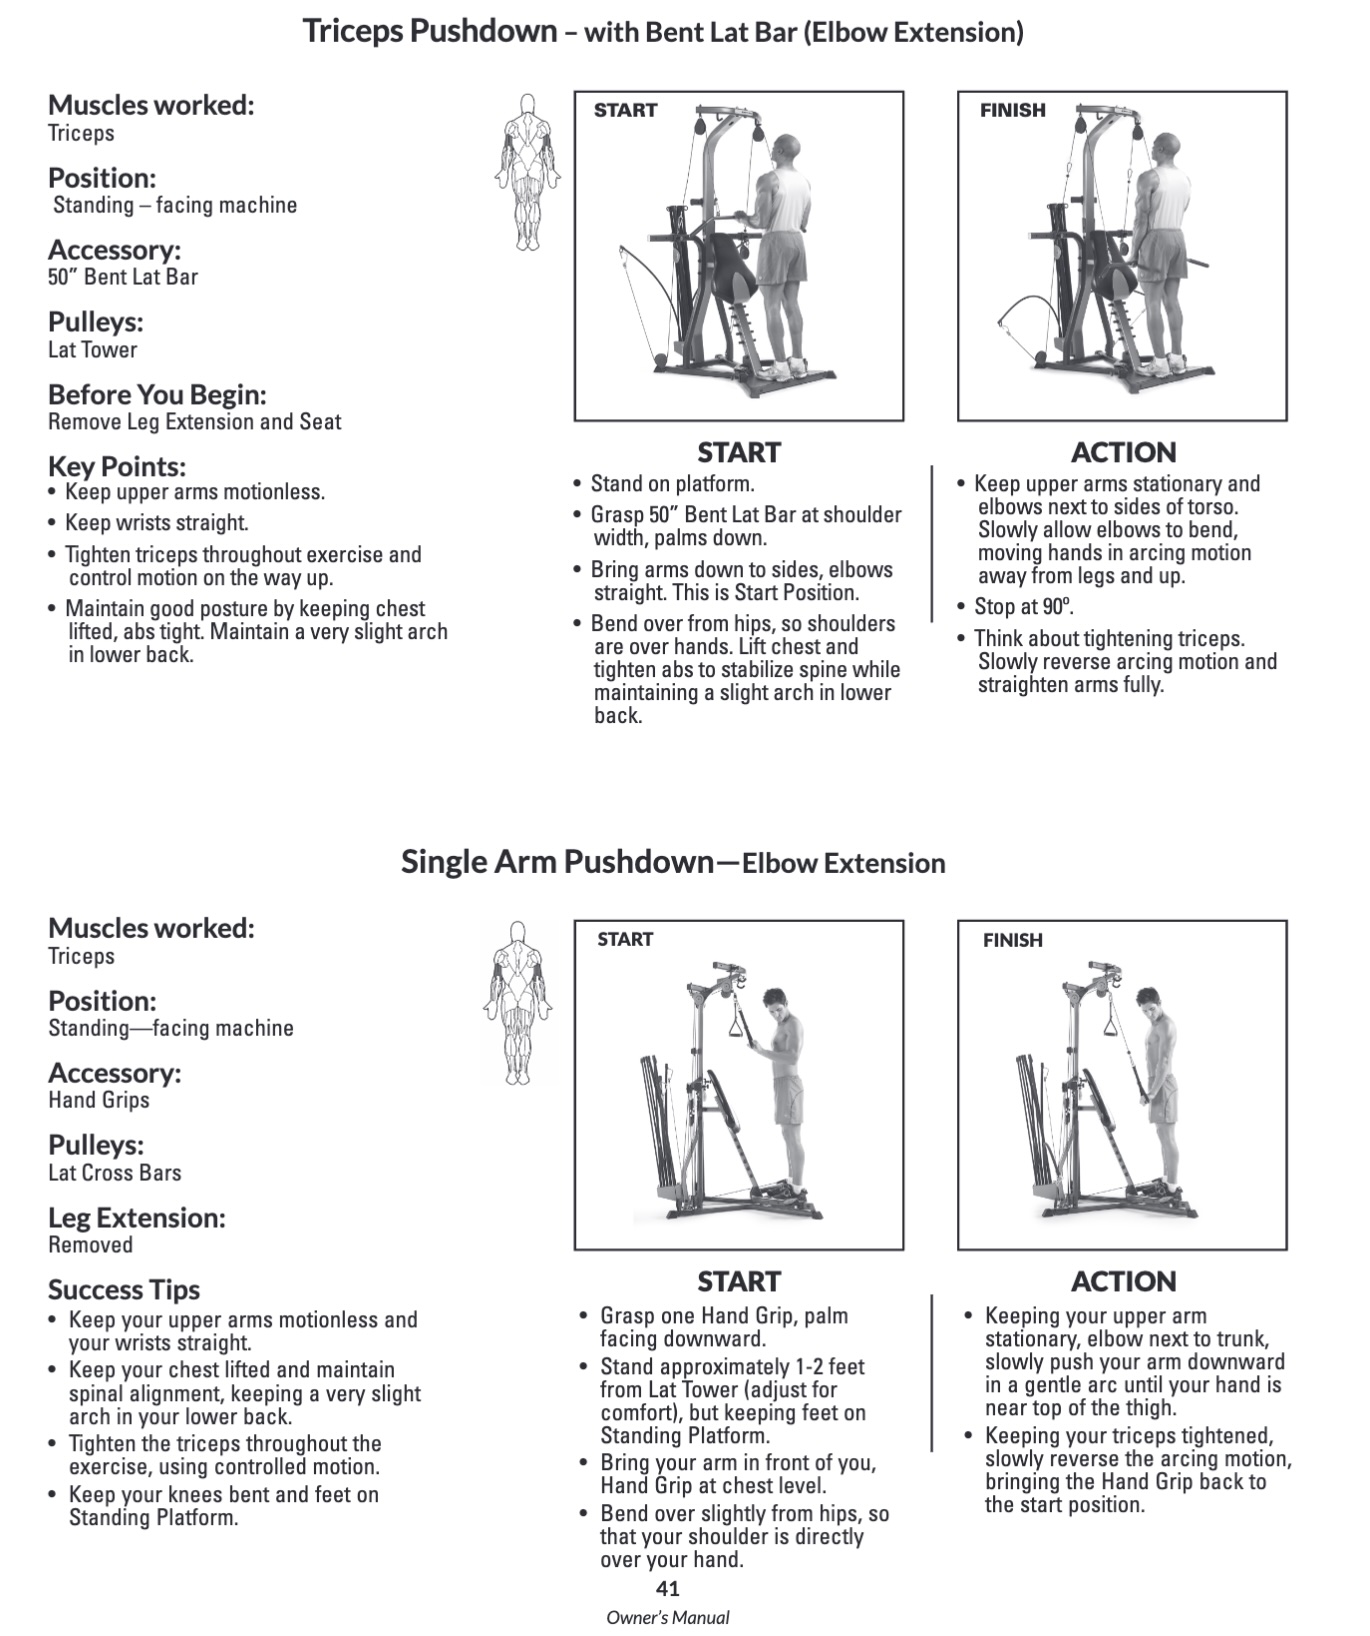 Triceps Pushdown – with Bent Lat Bar (Elbow Extension)
Muscles worked:
Triceps
Position:
Standing – facing machine
Accessory:
50” Bent Lat Bar
Pulleys:
Lat Tower
Before You Begin:
Remove Leg Extension and Seat
Key Points:
• Keep upper arms motionless.
• Keep wrists straight.
• Tighten triceps throughout exercise and
control motion on the way up.
• Maintain good posture by keeping chest
lifted, abs tight. Maintain a very slight arch
in lower back.
START
START
• Stand on platform.
• Grasp 50” Bent Lat Bar at shoulder
width, palms down.
• Bring arms down to sides, elbows
straight. This is Start Position.
• Bend over from hips, so shoulders
are over hands. Lift chest and
tighten abs to stabilize spine while
maintaining a slight arch in lower
back.
FINISH
ACTION
• Keep upper arms stationary and
elbows next to sides of torso.
Slowly allow elbows to bend,
moving hands in arcing motion
away from legs and up.
• Stop at 90º.
• Think about tightening triceps.
Slowly reverse arcing motion and
straighten arms fully.
Single Arm Pushdown—Elbow Extension
Muscles worked:
Triceps
Position:
Standing—facing machine
Accessory:
Hand Grips
Pulleys:
Lat Cross Bars
Leg Extension:
Removed
Success Tips
• Keep your upper arms motionless and
your wrists straight.
• Keep your chest lifted and maintain
spinal alignment, keeping a very slight
arch in your lower back.
• Tighten the triceps throughout the
exercise, using controlled motion.
• Keep your knees bent and feet on
Standing Platform.
START
START
• Grasp one Hand Grip, palm
facing downward.
• Stand approximately 1-2 feet
from Lat Tower (adjust for
comfort), but keeping feet on
Standing Platform.
• Bring your arm in front of you,
Hand Grip at chest level.
• Bend over slightly from hips, so
that your shoulder is directly
over your hand.
FINISH
ACTION
• Keeping your upper arm
stationary, elbow next to trunk,
slowly push your arm downward
in a gentle arc until your hand is
near top of the thigh.
• Keeping your triceps tightened,
slowly reverse the arcing motion,
bringing the Hand Grip back to
the start position.
41
Owner’s Manual